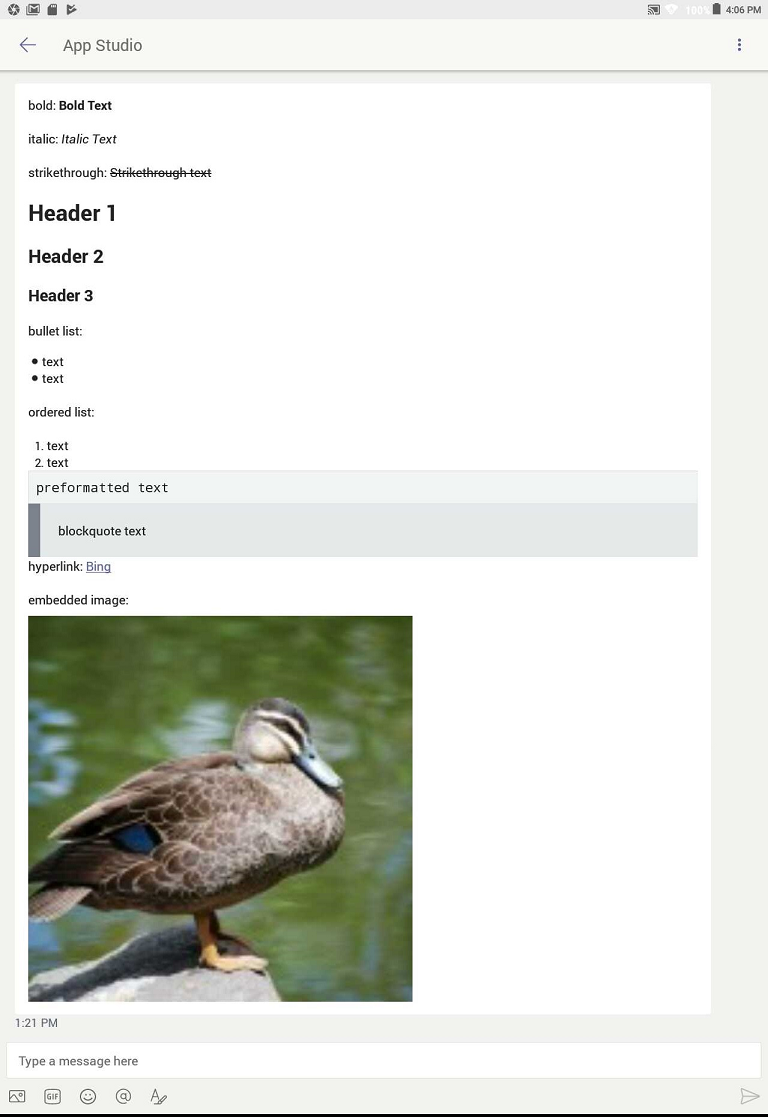 100% 4:06 PM
App Studio
bold: Bold Text
italic: Italic Text
strikethrough: Strikethrough text
Header 1
Header 2
Header 3
bullet list:
• text
• text
ordered list:
1. text
2. text
preformatted text
blockquote text
hyperlink: Bing
embedded image:
1:21 PM
Type a message here
GIF